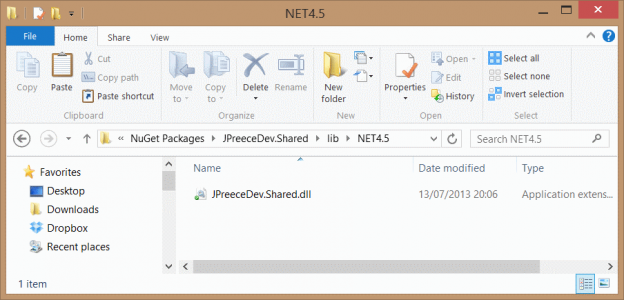 NET4.5
File Home Share View
Copy
Paste
Cut
Copy path
Paste shortcut
Clipboard
Move to
Copy to
Delete
Rename
Organize
New folder
New
Properties
Open
Edit
History
Open
Select all
Select none
Invert selection
Select
« NuGet Packages JPreeceDev.Shared lib NET4.5
Search NET4.5
Favorites
Desktop
Downloads
Dropbox
Recent places
Name Date modified Type
JPreeceDev.Shared.dll 13/07/2013 20:06 Application extens...
1 item